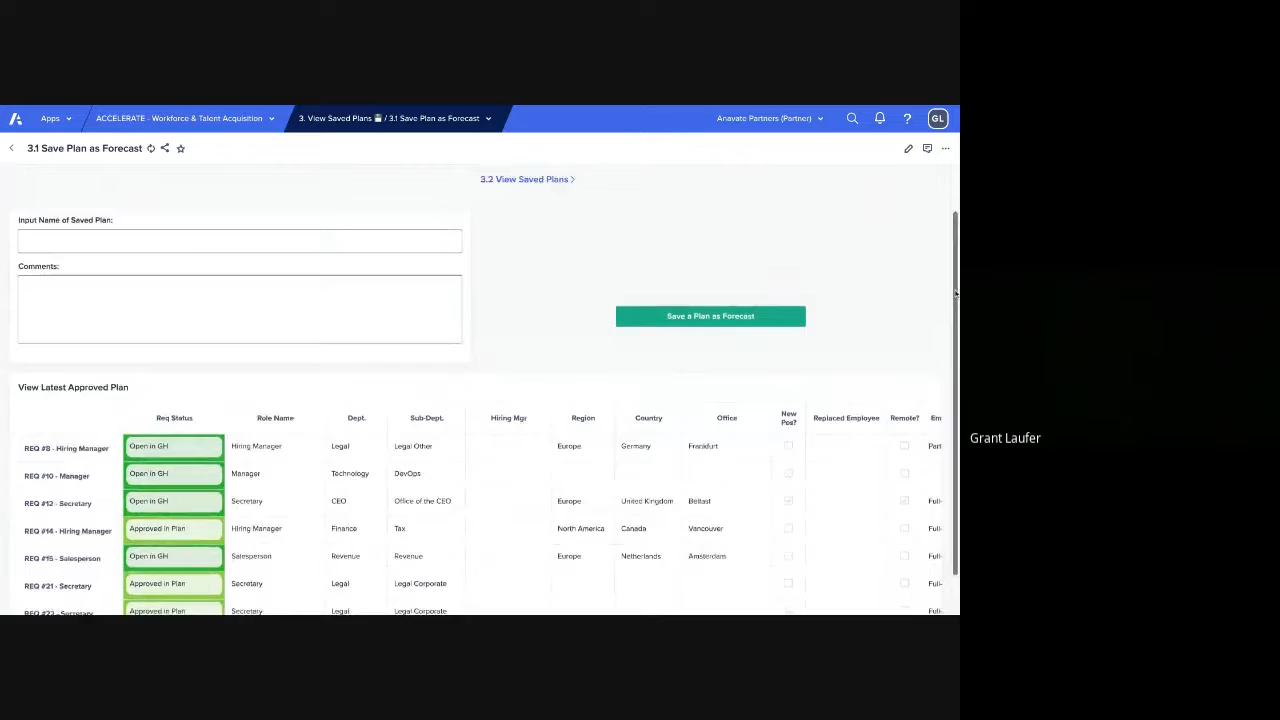 Apps
ACCELERATE - Workforce & Talent Acquisition
3. View Saved Plans 💾 / 3.1 Save Plan as Forecast
Anavate Partners (Partner)
?
GL
3.1 Save Plan as Forecast
3.2 View Saved Plans
Input Name of Saved Plan:
Comments:
Save a Plan as Forecast
View Latest Approved Plan
Req Status Role Name Dept. Sub-Dept. Hiring Mgr Region Country Office New Pos? Replaced Employee Remote? Em
REQ #8 - Hiring Manager Open in GH Hiring Manager Legal Legal Other Europe Germany Frankfurt Part
REQ #10 - Manager Open in GH Manager Technology DevOps
REQ #12 - Secretary Open in GH Secretary CEO Office of the CEO Europe United Kingdom Belfast Full-
REQ #14 - Hiring Manager Approved in Plan Hiring Manager Finance Tax North America Canada Vancouver Full-
REQ #15 - Salesperson Open in GH Salesperson Revenue Revenue Europe Netherlands Amsterdam Full-
REQ #21 - Secretary Approved in Plan Secretary Legal Legal Corporate Full-
Secretary Approved in Plan Secretary Legal Legal Corporate Full-
Grant Laufer